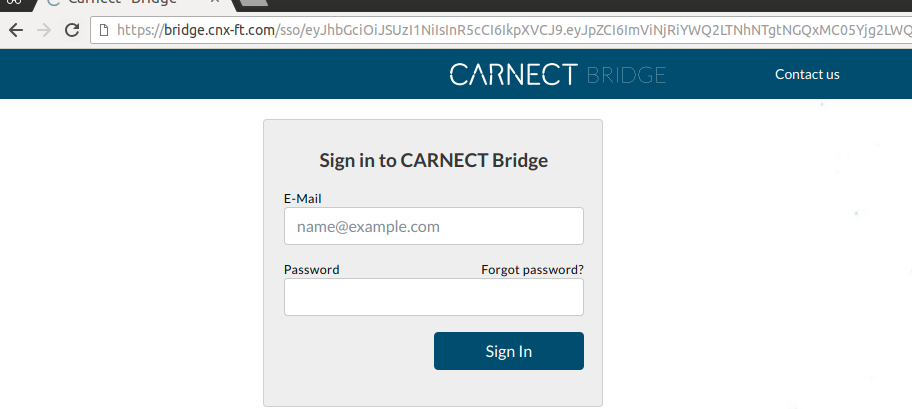 Carnect - Bridge
https://bridge.cnx-ft.com/sso/eyJhbGciOiJSUzI1NiIsInR5cCI6IkpXVCJ9.eyJpZCI6ImViNjRiYWQ2LTNhNTgtNGQxMC05Yjg2LWQ
CARNECT BRIDGE
Contact us
Sign in to CARNECT Bridge
E-Mail
name@example.com
Password Forgot password?
Sign In